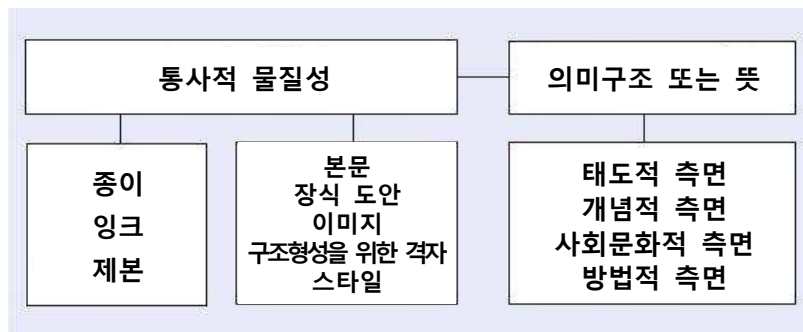 통사적 물질성
의미구조 또는 뜻
종이
잉크
제본
본문
장식 도안
이미지
구조형성을 위한 격자
스타일
태도적 측면
개념적 측면
사회문화적 측면
방법적 측면